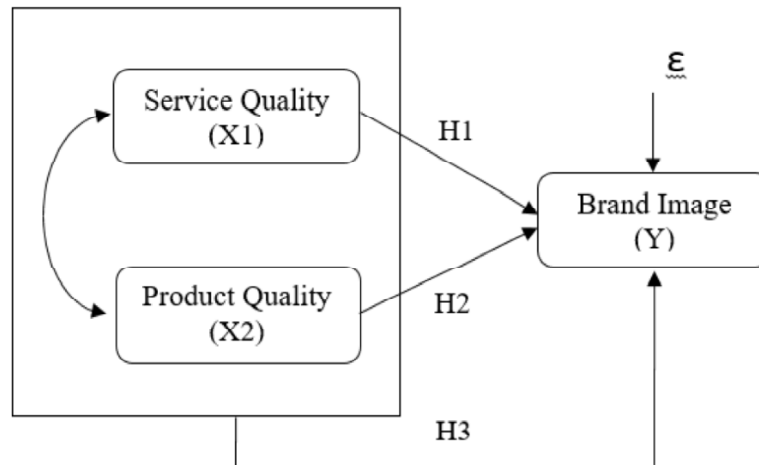 ε
Service Quality
(X1)
H1
Brand Image
(Y)
Product Quality
(X2)
H2
H3